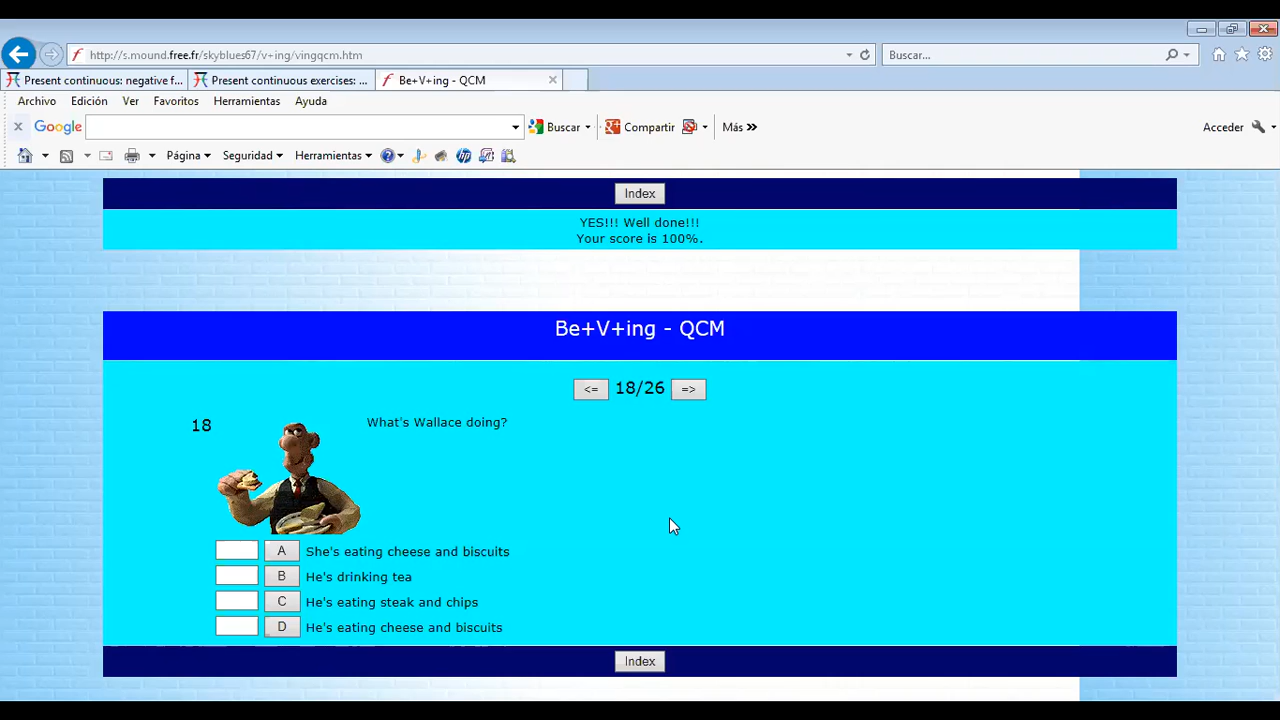 http://s.mound.free.fr/skyblues67/v+ing/vingqcm.htm
Buscar...
Present continuous: negative f...
Present continuous exercises: ...
Be+V+ing - QCM
Archivo Edición Ver Favoritos Herramientas Ayuda
Google Buscar Compartir Más » Acceder
Página Seguridad Herramientas
Index
YES!!! Well done!!!
Your score is 100%.
Be+V+ing - QCM
<= 18/26 =>
18 What's Wallace doing?
A She's eating cheese and biscuits
B He's drinking tea
C He's eating steak and chips
D He's eating cheese and biscuits
Index